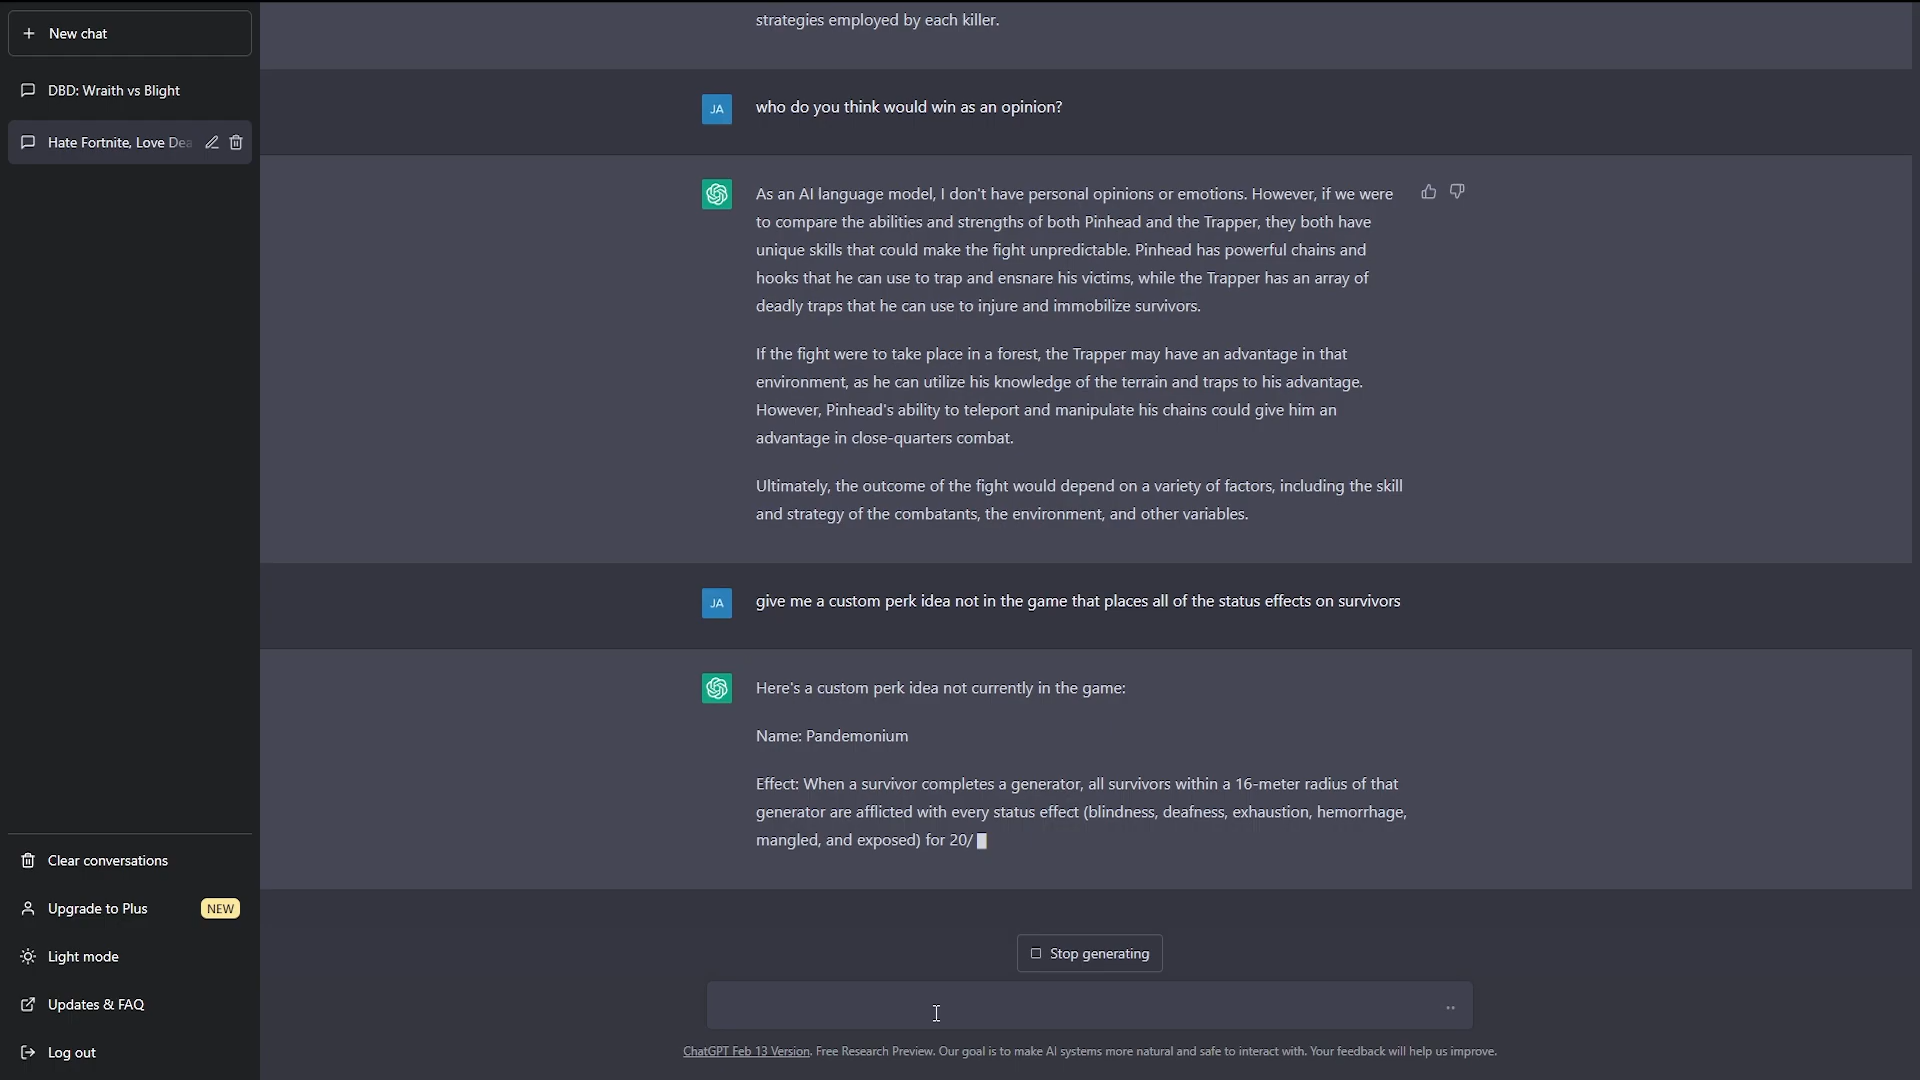 New chat
DBD: Wraith vs Blight
Hate Fortnite, Love Dea
Clear conversations
Upgrade to Plus
NEW
Light mode
Updates & FAQ
Log out
strategies employed by each killer.
JA
who do you think would win as an opinion?
As an AI language model, I don't have personal opinions or emotions. However, if we were
to compare the abilities and strengths of both Pinhead and the Trapper, they both have
unique skills that could make the fight unpredictable. Pinhead has powerful chains and
hooks that he can use to trap and ensnare his victims, while the Trapper has an array of
deadly traps that he can use to injure and immobilize survivors.
If the fight were to take place in a forest, the Trapper may have an advantage in that
environment, as he can utilize his knowledge of the terrain and traps to his advantage.
However, Pinhead's ability to teleport and manipulate his chains could give him an
advantage in close-quarters combat.
Ultimately, the outcome of the fight would depend on a variety of factors, including the skill
and strategy of the combatants, the environment, and other variables.
JA
give me a custom perk idea not in the game that places all of the status effects on survivors
Here's a custom perk idea not currently in the game:
Name: Pandemonium
Effect: When a survivor completes a generator, all survivors within a 16-meter radius of that
generator are afflicted with every status effect (blindness, deafness, exhaustion, hemorrhage,
mangled, and exposed) for 20/
Stop generating
ChatGPT Feb 13 Version. Free Research Preview. Our goal is to make AI systems more natural and safe to interact with. Your feedback will help us improve.